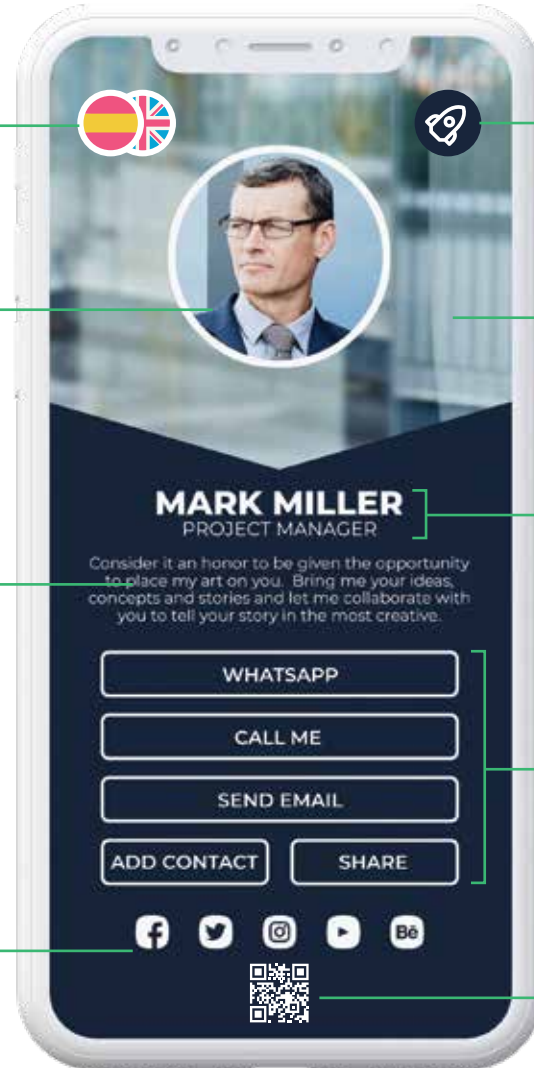 MARK MILLER
PROJECT MANAGER
Consider it an honor to be given the opportunity
to place my art on you. Bring me your ideas,
concepts and stories and let me collaborate with
you to tell your story in the most creative.
WHATSAPP
CALL ME
SEND EMAIL
ADD CONTACT
SHARE
Bē